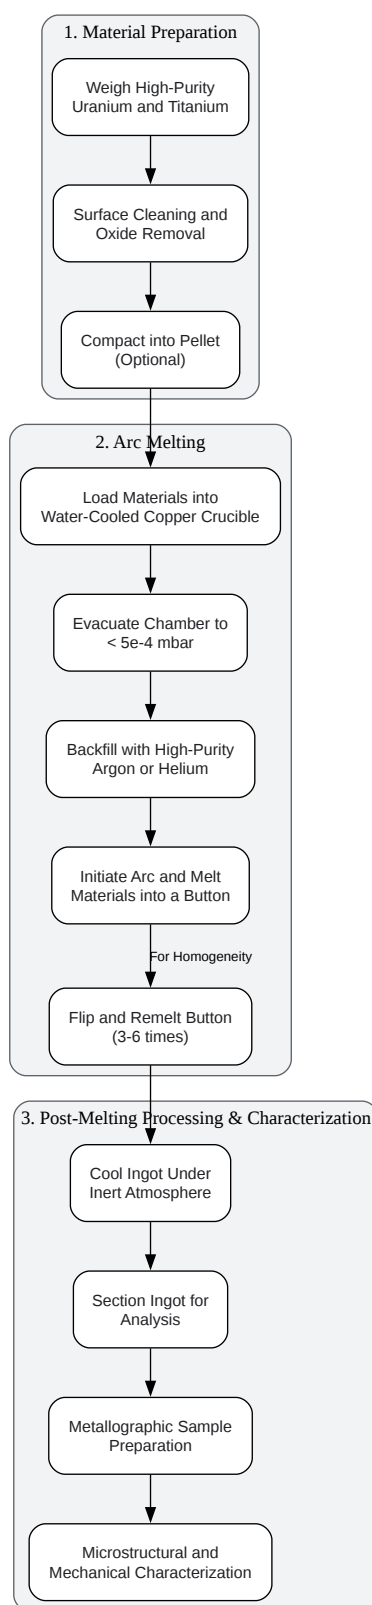 1. Material Preparation
Weigh High-Purity
Uranium and Titanium
Surface Cleaning and
Oxide Removal
Compact into Pellet
(Optional)
2. Arc Melting
Load Materials into
Water-Cooled Copper Crucible
Evacuate Chamber to
< 5e-4 mbar
Backfill with High-Purity
Argon or Helium
Initiate Arc and Melt
Materials into a Button
For Homogeneity
Flip and Remelt Button
(3-6 times)
3. Post-Melting Processing & Characterization
Cool Ingot Under
Inert Atmosphere
Section Ingot for
Analysis
Metallographic Sample
Preparation
Microstructural and
Mechanical Characterization